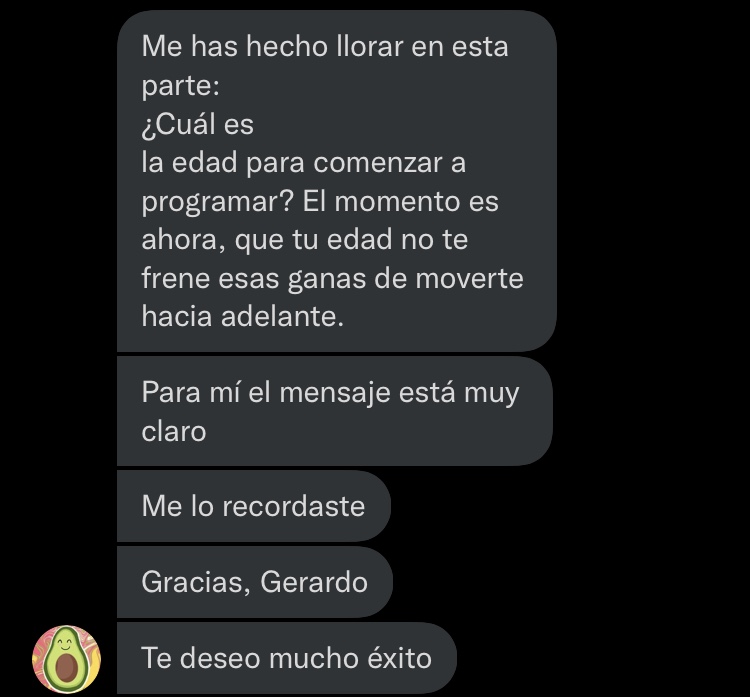 Me has hecho llorar en esta
parte:
¿Cuál es
la edad para comenzar a
programar? El momento es
ahora, que tu edad no te
frene esas ganas de moverte
hacia adelante.
Para mí el mensaje está muy
claro
Me lo recordaste
Gracias, Gerardo
Te deseo mucho éxito